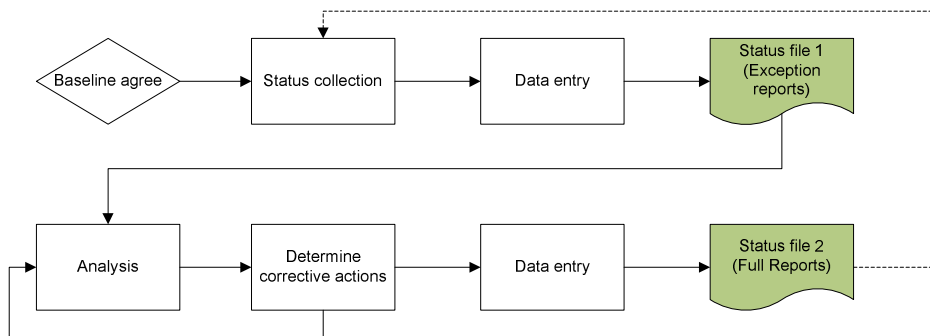 Baseline agree
Status collection
Data entry
Status file 1
(Exception
reports)
Analysis
Determine
corrective actions
Data entry
Status file 2
(Full Reports)